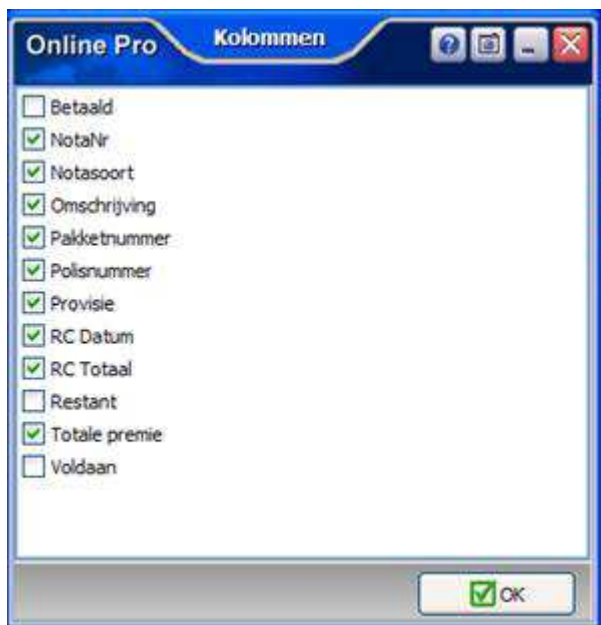 Online Pro
Kolommen
Betaald
NotaNr
Notasoort
Omschrijving
Pakketnummer
Polisnummer
Provisie
RC Datum
RC Totaal
Restant
Totale premie
Voldaan
OK